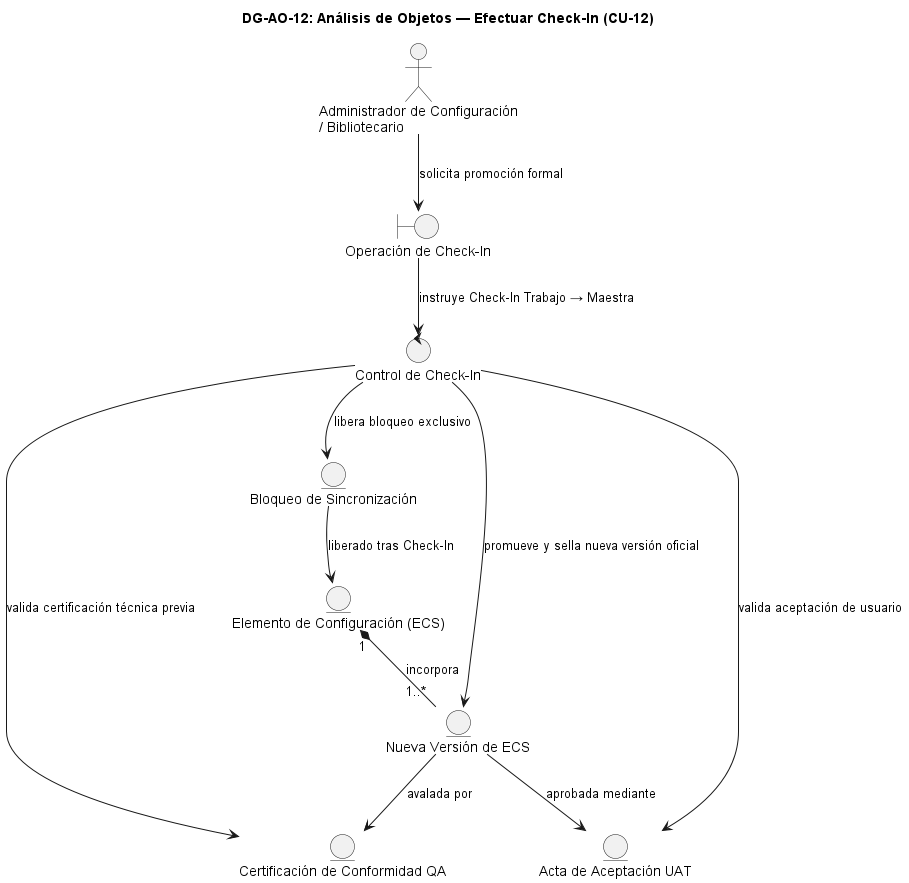 DG-AO-12: Análisis de Objetos — Efectuar Check-In (CU-12)
Administrador de Configuración
/ Bibliotecario
solicita promoción formal
Operación de Check-In
instruye Check-In Trabajo → Maestra
Control de Check-In
libera bloqueo exclusivo
Bloqueo de Sincronización
liberado tras Check-In
promueve y sella nueva versión oficial
valida certificación técnica previa
valida aceptación de usuario
Elemento de Configuración (ECS)
1
incorpora
1..*
Nueva Versión de ECS
avalada por
aprobada mediante
Certificación de Conformidad QA
Acta de Aceptación UAT